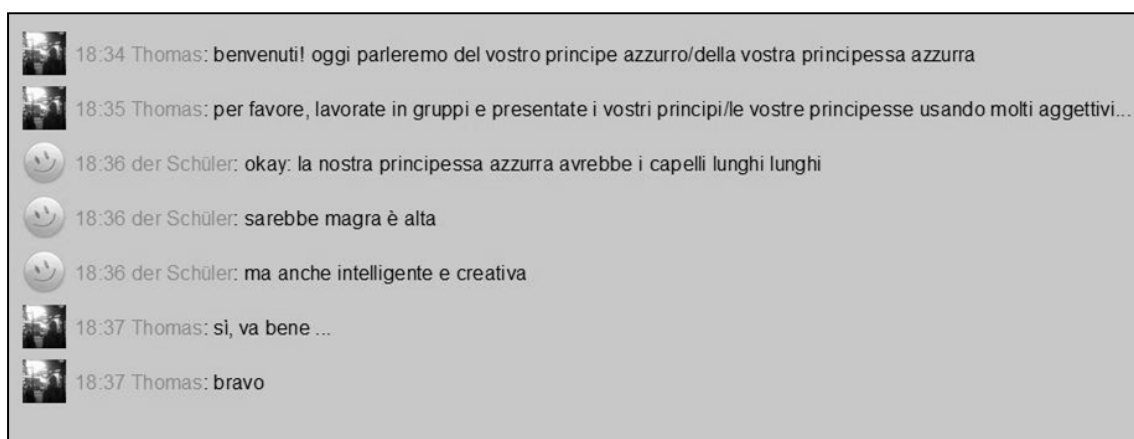 18:34 Thomas: benvenuti! oggi parleremo del vostro principe azzurro/della vostra principessa azzurra
18:35 Thomas: per favore, lavorate in gruppi e presentate i vostri principi/le vostre principesse usando molti aggettivi...
18:36 der Schüler: okay: la nostra principessa azzurra avrebbe i capelli lunghi lunghi
18:36 der Schüler: sarebbe magra è alta
18:36 der Schüler: ma anche intelligente e creativa
18:37 Thomas: sì, va bene ...
18:37 Thomas: bravo